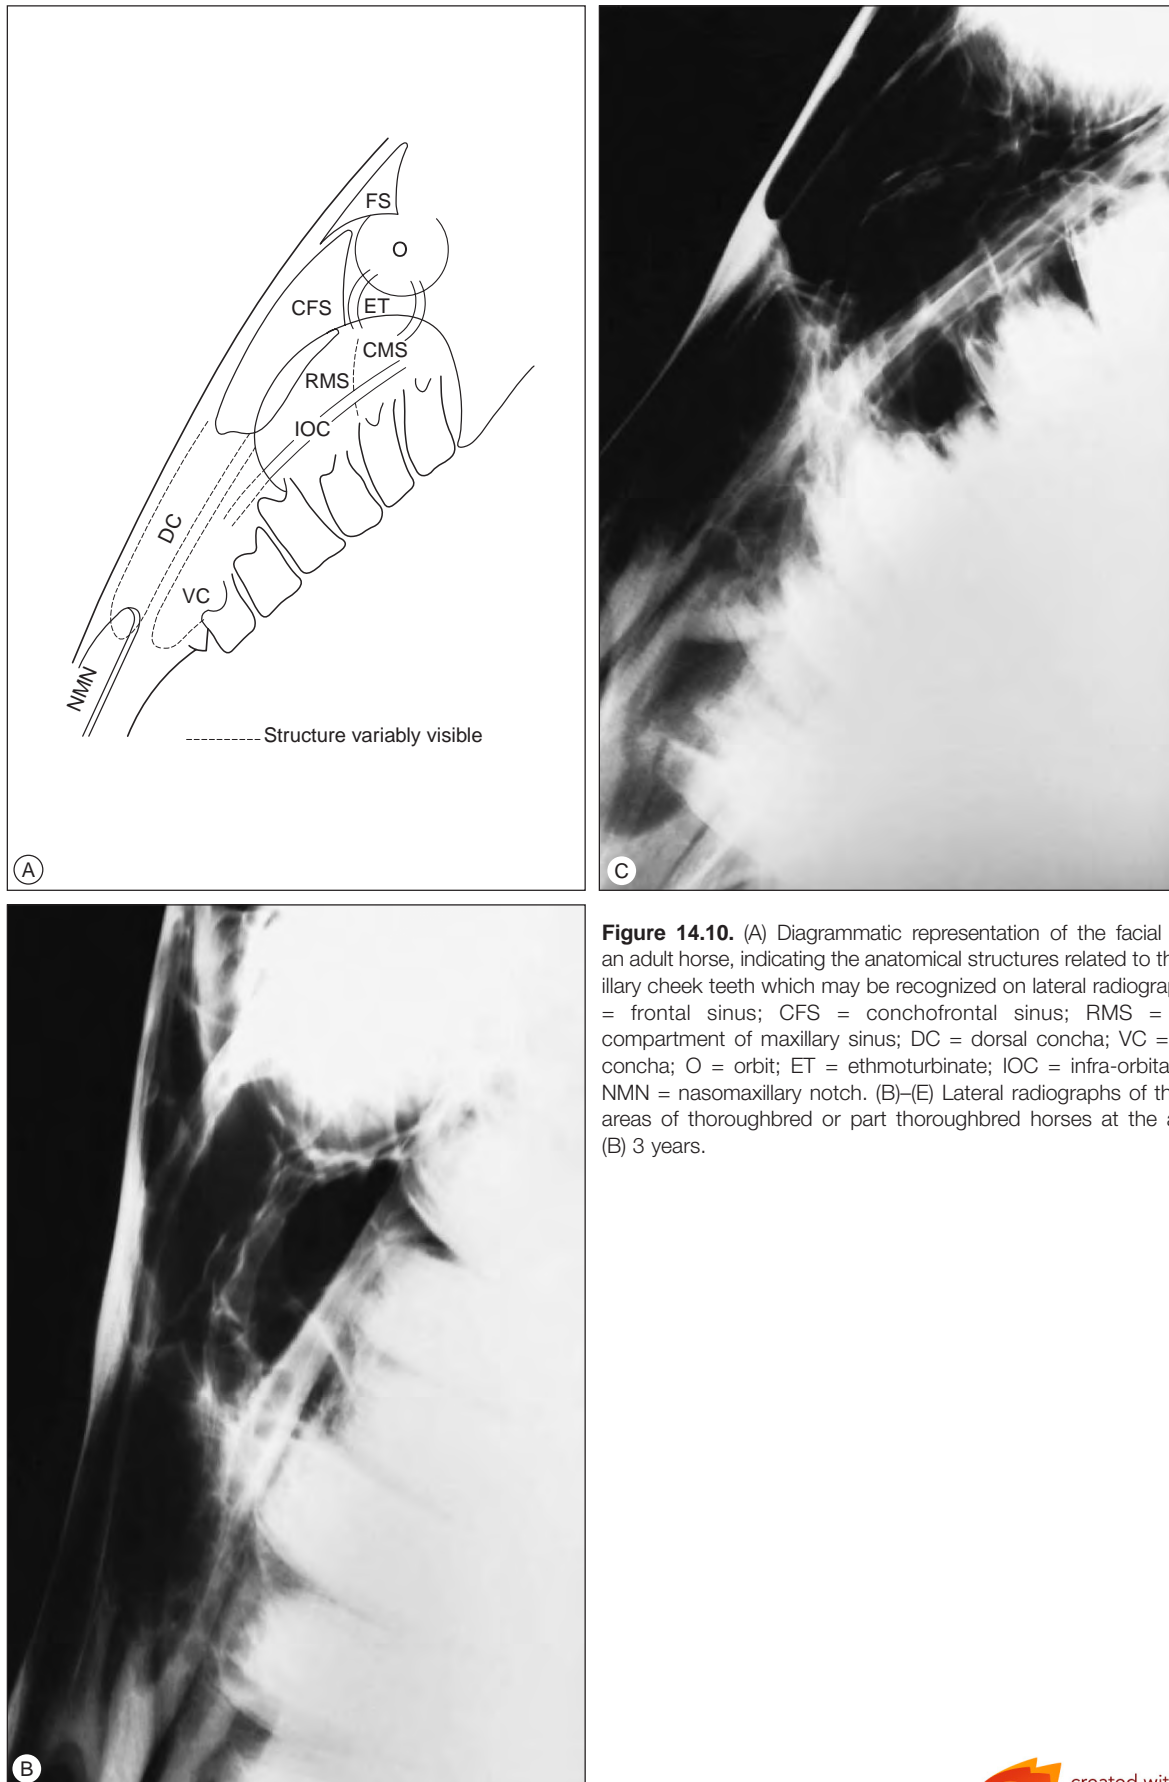 FS
O
CFS
ET
CMS
RMS
IOC
DC
VC
NMN
Structure variably visible
A
C
Figure 14.10. (A) Diagrammatic representation of the facial
an adult horse, indicating the anatomical structures related to th
illary cheek teeth which may be recognized on lateral radiograp
= frontal sinus; CFS = conchofrontal sinus; RMS =
compartment of maxillary sinus; DC = dorsal concha; VC =
concha; O = orbit; ET = ethmoturbinate; IOC = infra-orbita
NMN = nasomaxillary notch. (B)–(E) Lateral radiographs of th
areas of thoroughbred or part thoroughbred horses at the a
(B) 3 years.
B
created wit